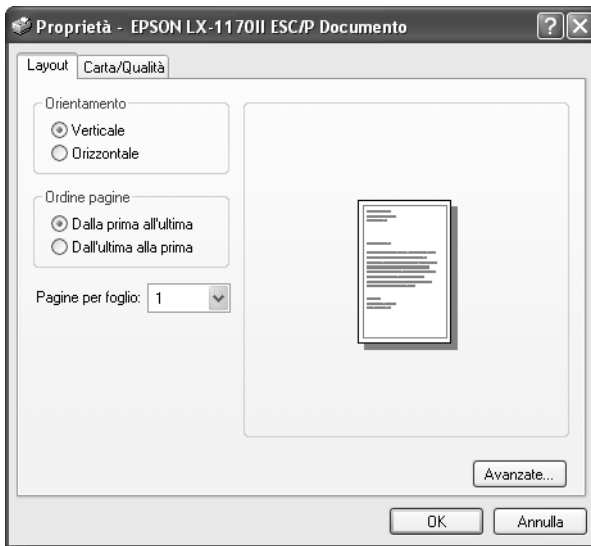 Proprietà - EPSON LX-1170II ESC/P Documento
Layout
Carta/Qualità
Orientamento
Verticale
Orizzontale
Ordine pagine
Dalla prima all'ultima
Dall'ultima alla prima
Pagine per foglio: 1
Avanzate...
OK
Annulla